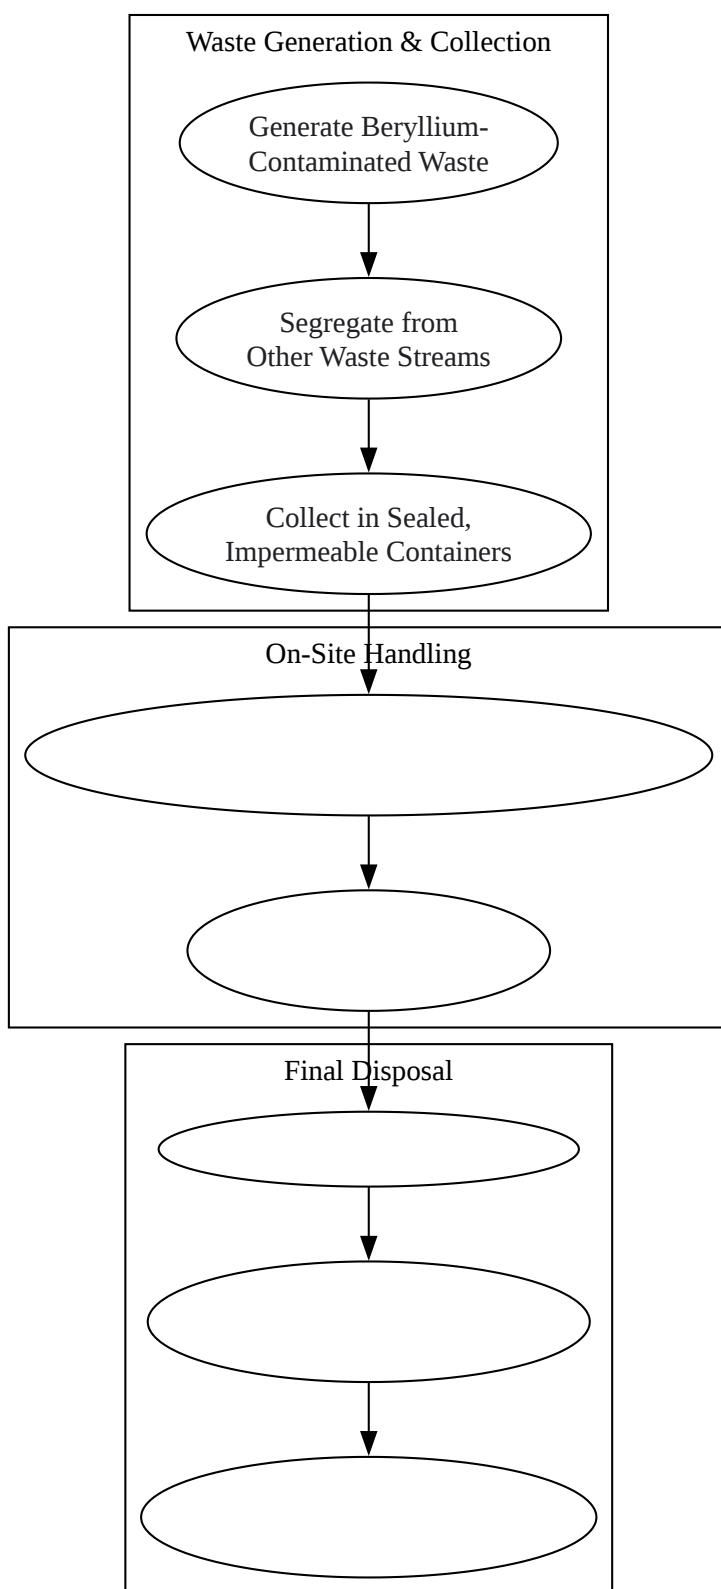 Waste Generation & Collection
Generate Beryllium-
Contaminated Waste
Segregate from
Other Waste Streams
Collect in Sealed,
Impermeable Containers
On-Site Handling
Final Disposal